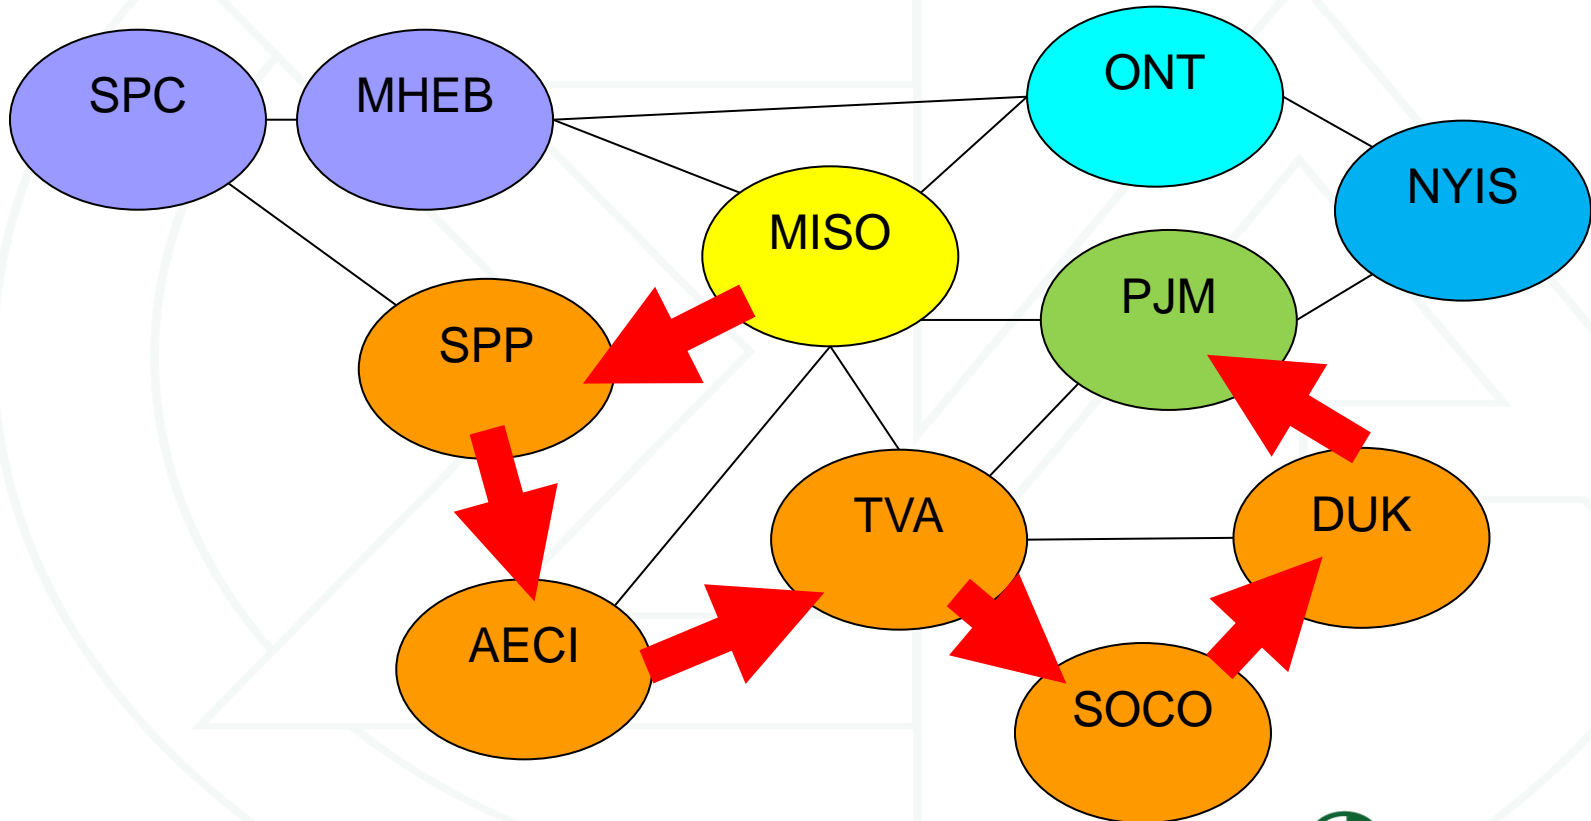 SPC
MHEB
ONT
NYIS
MISO
PJM
SPP
TVA
DUK
AECI
SOCO